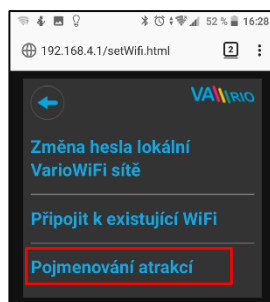 52 % 16:28
192.168.4.1/setWifi.html 2
VARIO
Změna hesla lokální
VarioWiFi sítě
Připojit k existující WiFi
Pojmenování atrakcí